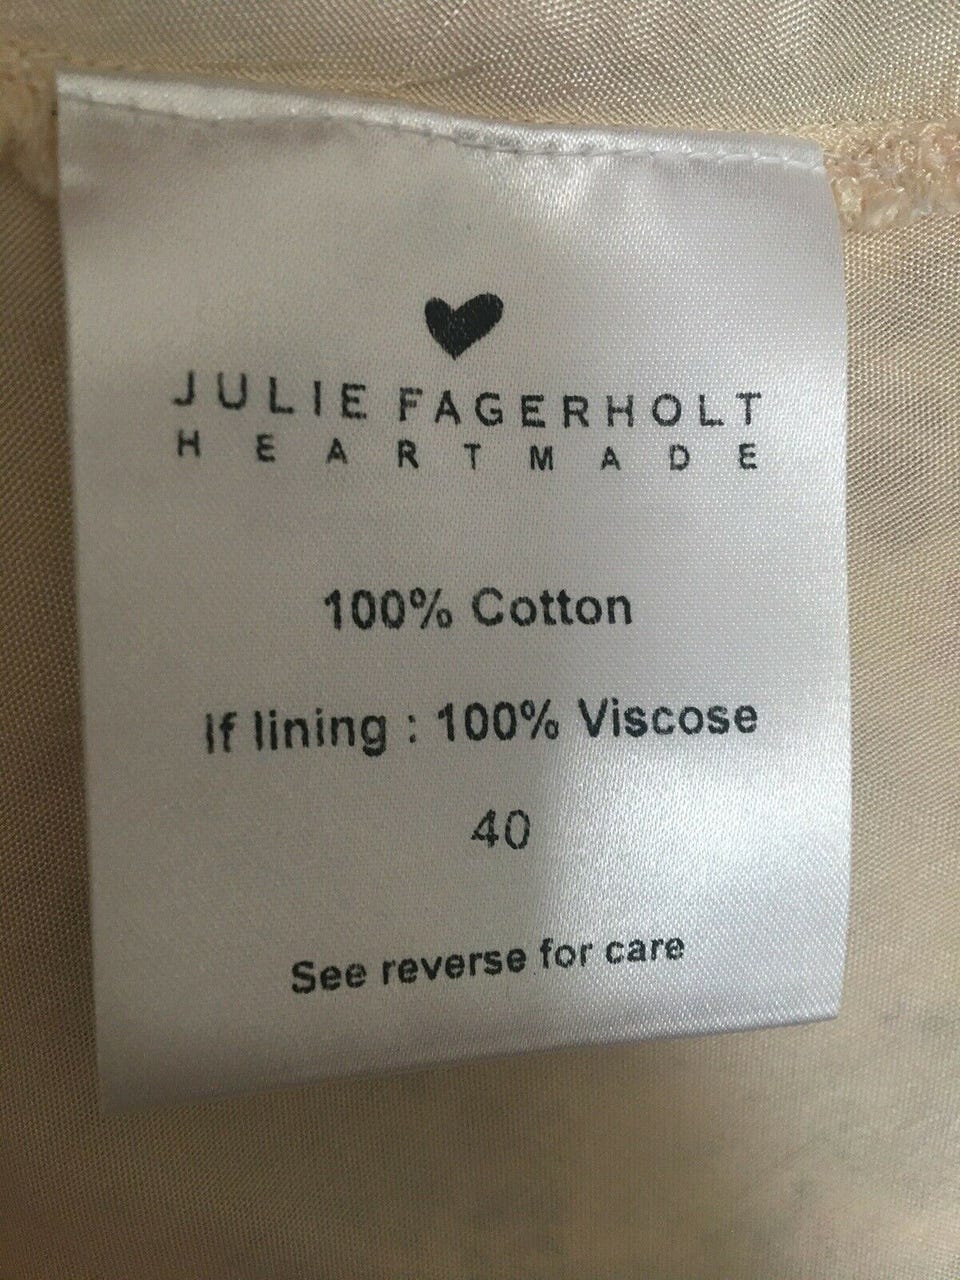 JULIE FAGERHOLT
HEARTMADE
100% Cotton
If lining : 100% Viscose
40
See reverse for care